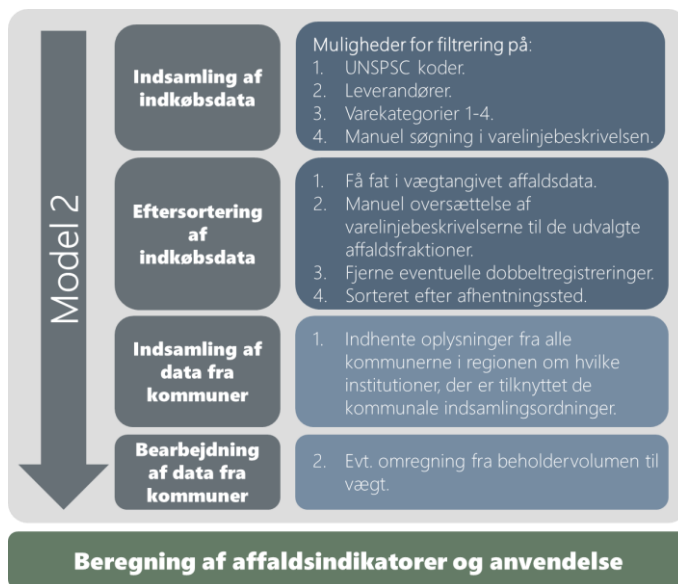 Model 2
Indsamling af
indkøbsdata
Muligheder for filtrering på:
1. UNSPSC koder.
2. Leverandører.
3. Varekategorier 1-4.
4. Manuel søgning i varelinjebeskrivelsen.
Eftersortering
af
indkøbsdata
1. Få fat i vægtangivet affaldsdata.
2. Manuel oversættelse af
varelinjebeskrivelserne til de udvalgte
affaldsfraktioner.
3. Fjerne eventuelle dobbeltregistreringer.
4. Sorteret efter afhentningssted.
Indsamling af
data fra
kommuner
1. Indhente oplysninger fra alle
kommunerne i regionen om hvilke
institutioner, der er tilknyttet de
kommunale indsamlingsordninger.
Bearbejdning
af data fra
kommuner
2. Evt. omregning fra beholdervolumen til
vægt.
Beregning af affaldsindikatorer og anvendelse